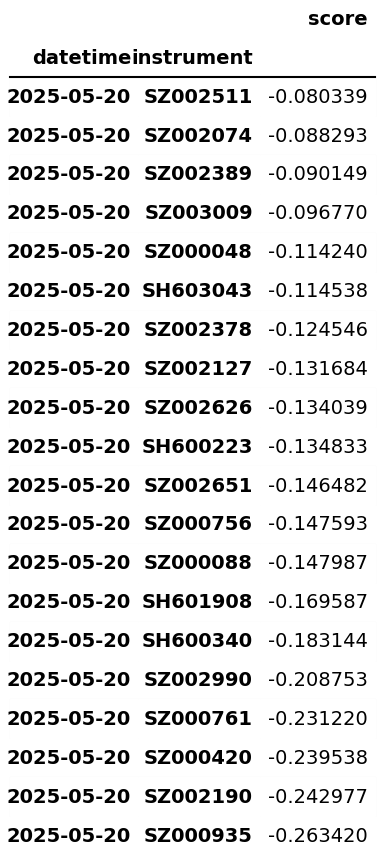 score
datetime instrument
2025-05-20 SZ002511 -0.080339
2025-05-20 SZ002074 -0.088293
2025-05-20 SZ002389 -0.090149
2025-05-20 SZ003009 -0.096770
2025-05-20 SZ000048 -0.114240
2025-05-20 SH603043 -0.114538
2025-05-20 SZ002378 -0.124546
2025-05-20 SZ002127 -0.131684
2025-05-20 SZ002626 -0.134039
2025-05-20 SH600223 -0.134833
2025-05-20 SZ002651 -0.146482
2025-05-20 SZ000756 -0.147593
2025-05-20 SZ000088 -0.147987
2025-05-20 SH601908 -0.169587
2025-05-20 SH600340 -0.183144
2025-05-20 SZ002990 -0.208753
2025-05-20 SZ000761 -0.231220
2025-05-20 SZ000420 -0.239538
2025-05-20 SZ002190 -0.242977
2025-05-20 SZ000935 -0.263420